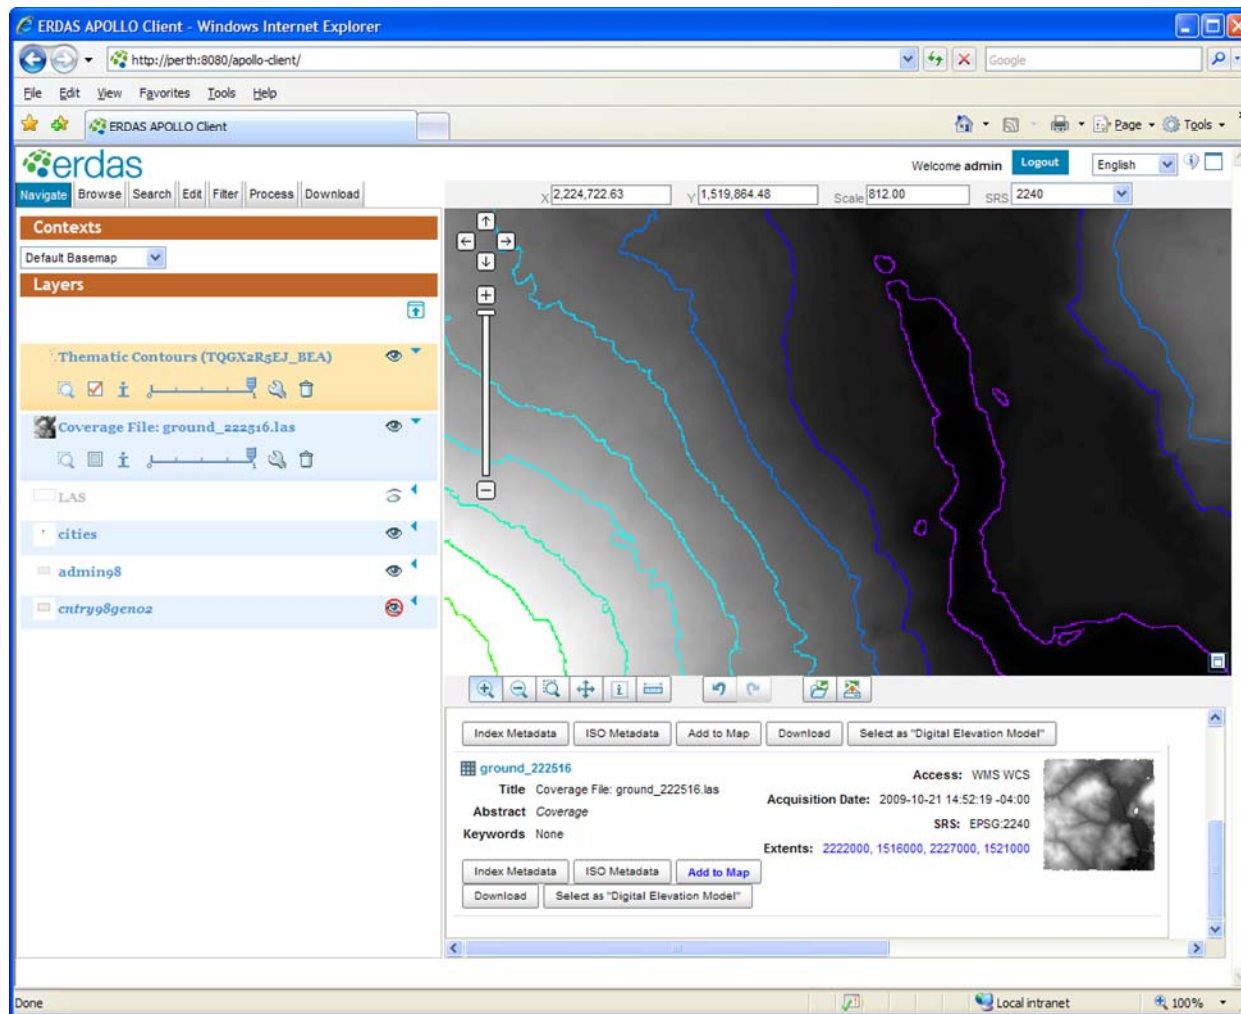 ERDAS APOLLO Client - Windows Internet Explorer
http://perth:8080/apollo-client/
Google
File Edit View Favorites Tools Help
ERDAS APOLLO Client
Page Tools
erdas
Welcome admin Logout English
Navigate Browse Search Edit Filter Process Download
X 2,224,722.63 Y 1,519,864.48 Scale 812.00 SRS 2240
Contexts
Default Basemap
Layers
Thematic Contours (TQGX2R5EJ_BEA)
Coverage File: ground_222516.las
LAS
cities
admin98
cntry98geno2
Index Metadata ISO Metadata Add to Map Download Select as "Digital Elevation Model"
ground_222516
Title Coverage File: ground_222516.las
Abstract Coverage
Keywords None
Access: WMS WCS
Acquisition Date: 2009-10-21 14:52:19 -04:00
SRS: EPSG:2240
Extents: 2222000, 1516000, 2227000, 1521000
Index Metadata ISO Metadata Add to Map
Download Select as "Digital Elevation Model"
Done
Local intranet
100%